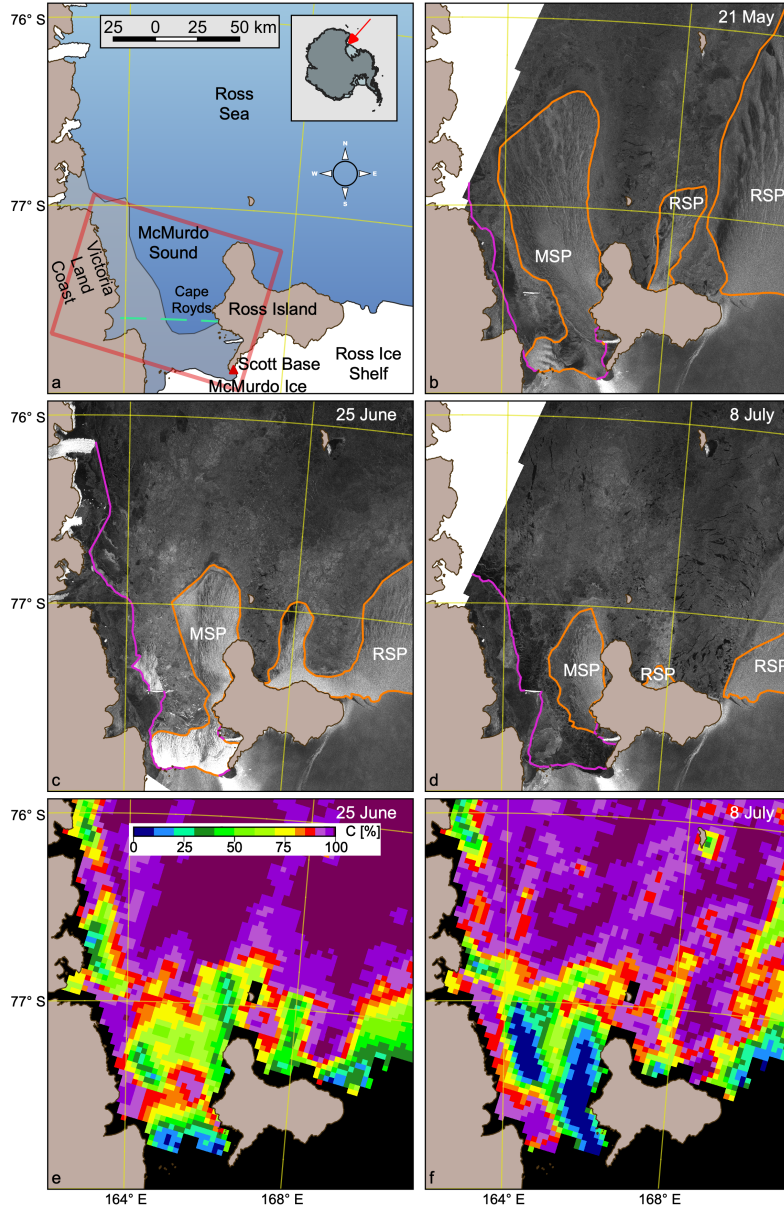 76° S
25 0 25 50 km
Ross
Sea
N
W E
S
77° S
McMurdo
Sound
Victoria
Land
Coast
Cape
Royds
Ross Island
Scott Base
McMurdo Ice
Ross Ice
Shelf
a
21 May
RSP
RSP
MSP
b
76° S
25 June
77° S
MSP
RSP
c
8 July
MSP
RSP
RSP
d
76° S
25 June
C [%]
0 25 50 75 100
77° S
e
164° E 168° E
8 July
f
164° E 168° E